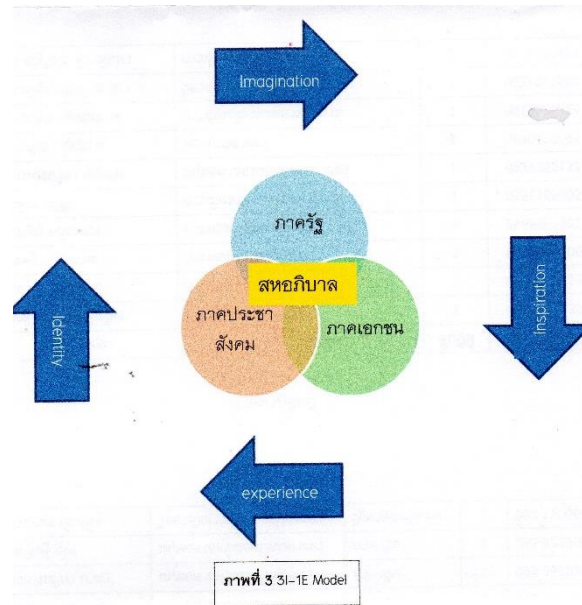 Imagination
ภาครัฐ
สหอภิบาล
ภาคประชา
สังคม
ภาคเอกชน
Identity
Inspiration
experience
ภาพที่ 3 3I-1E Model